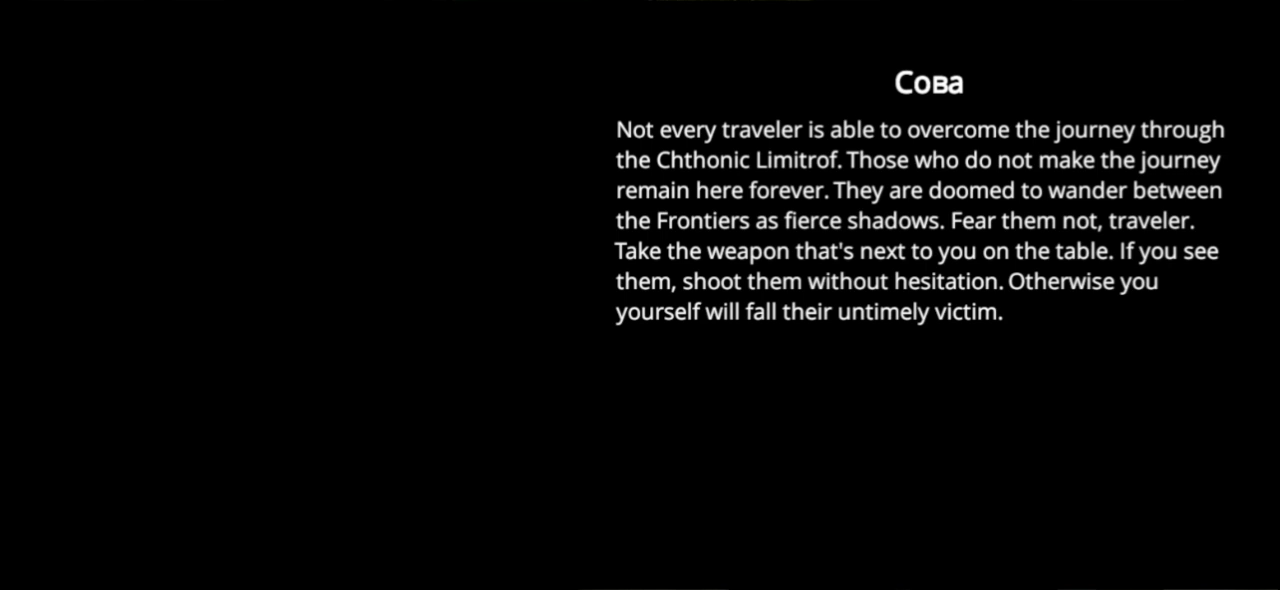 Сова
Not every traveler is able to overcome the journey through
the Chthonic Limitrof. Those who do not make the journey
remain here forever. They are doomed to wander between
the Frontiers as fierce shadows. Fear them not, traveler.
Take the weapon that's next to you on the table. If you see
them, shoot them without hesitation. Otherwise you
yourself will fall their untimely victim.